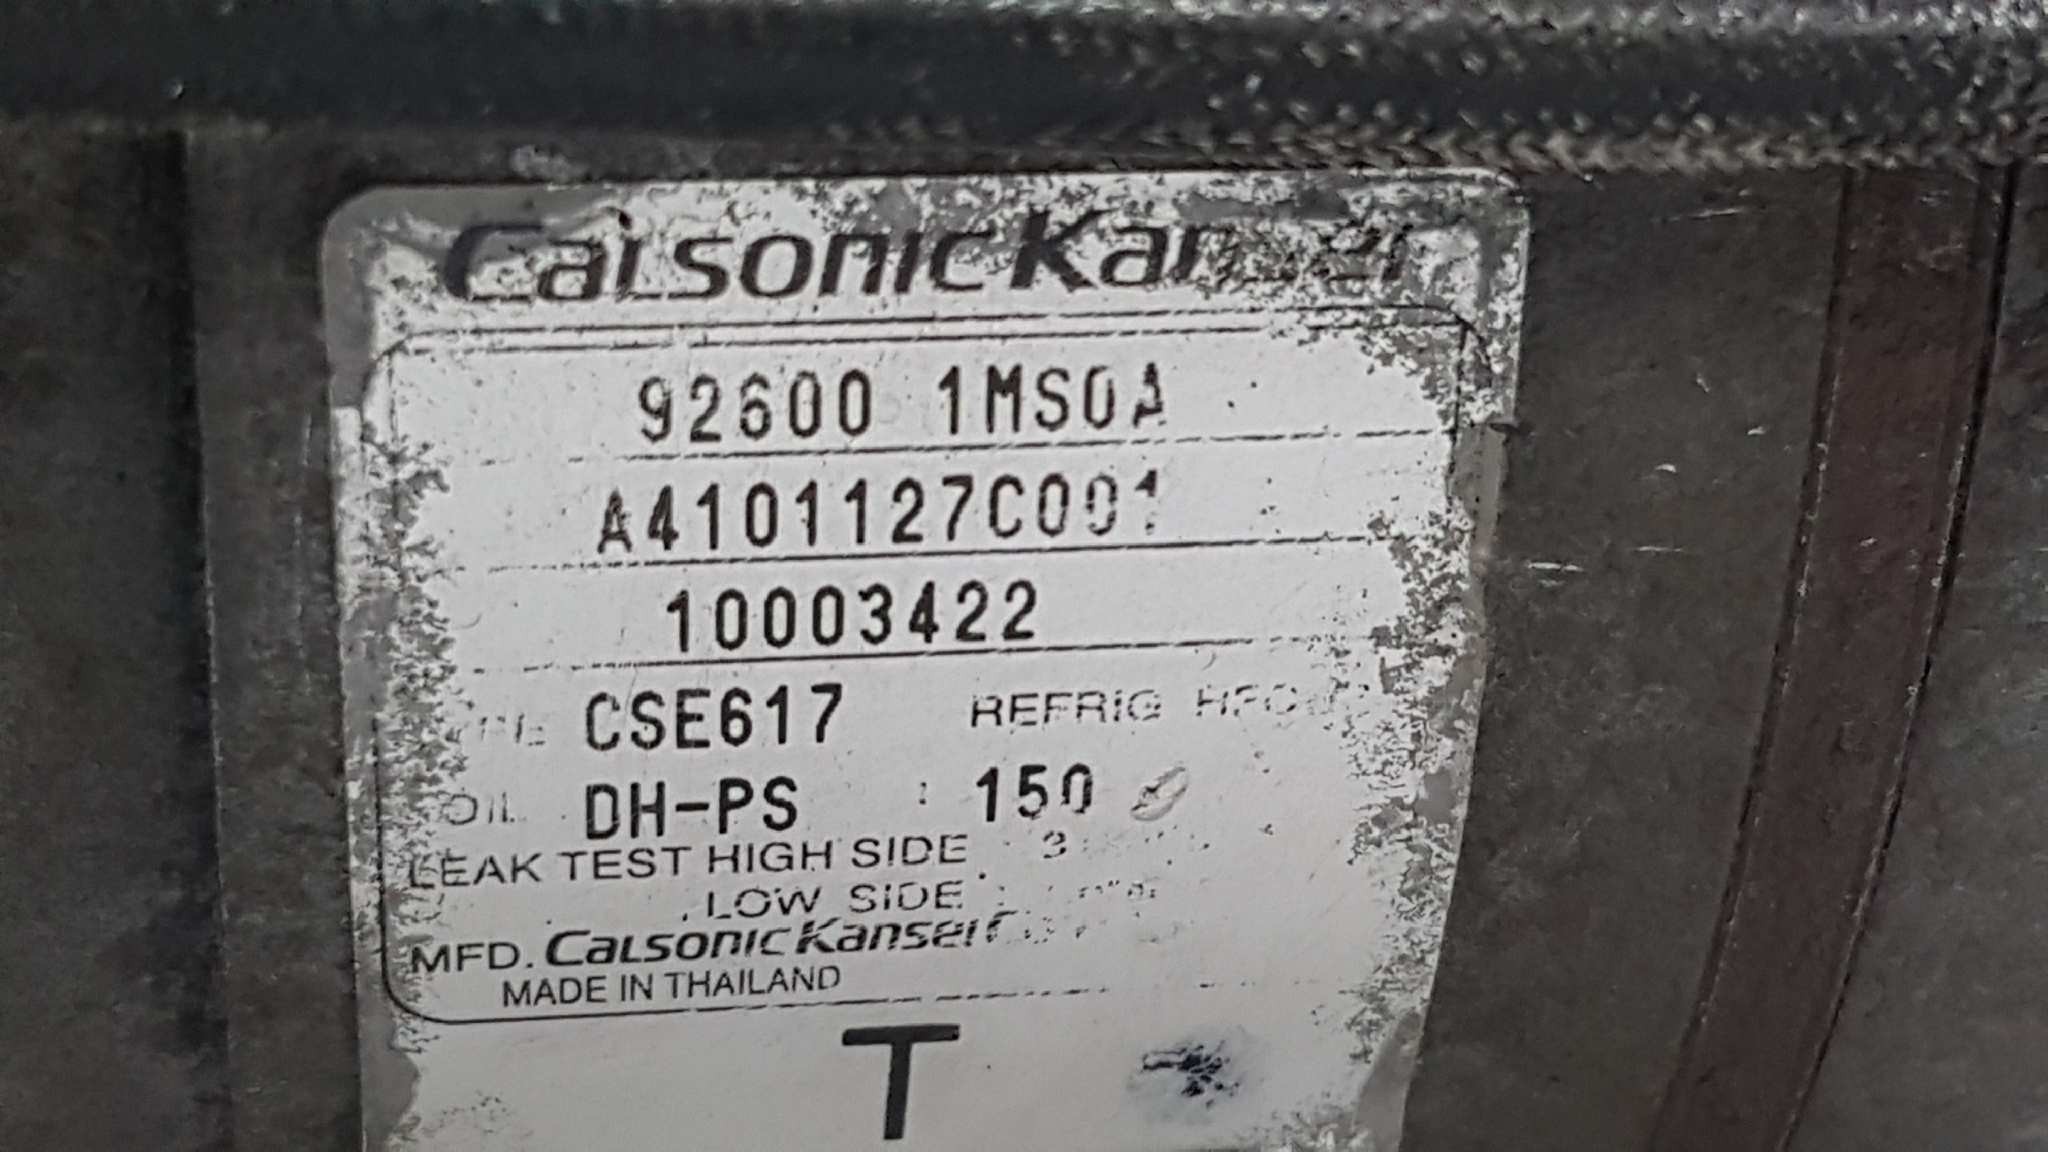 CalsonicKansei
92600 1MS0A
A4101127C001
10003422
CSE617 REFRIG
OIL DH-PS : 150
LEAK TEST HIGH SIDE
LOW SIDE
MFD. CalsonicKansei
MADE IN THAILAND
T